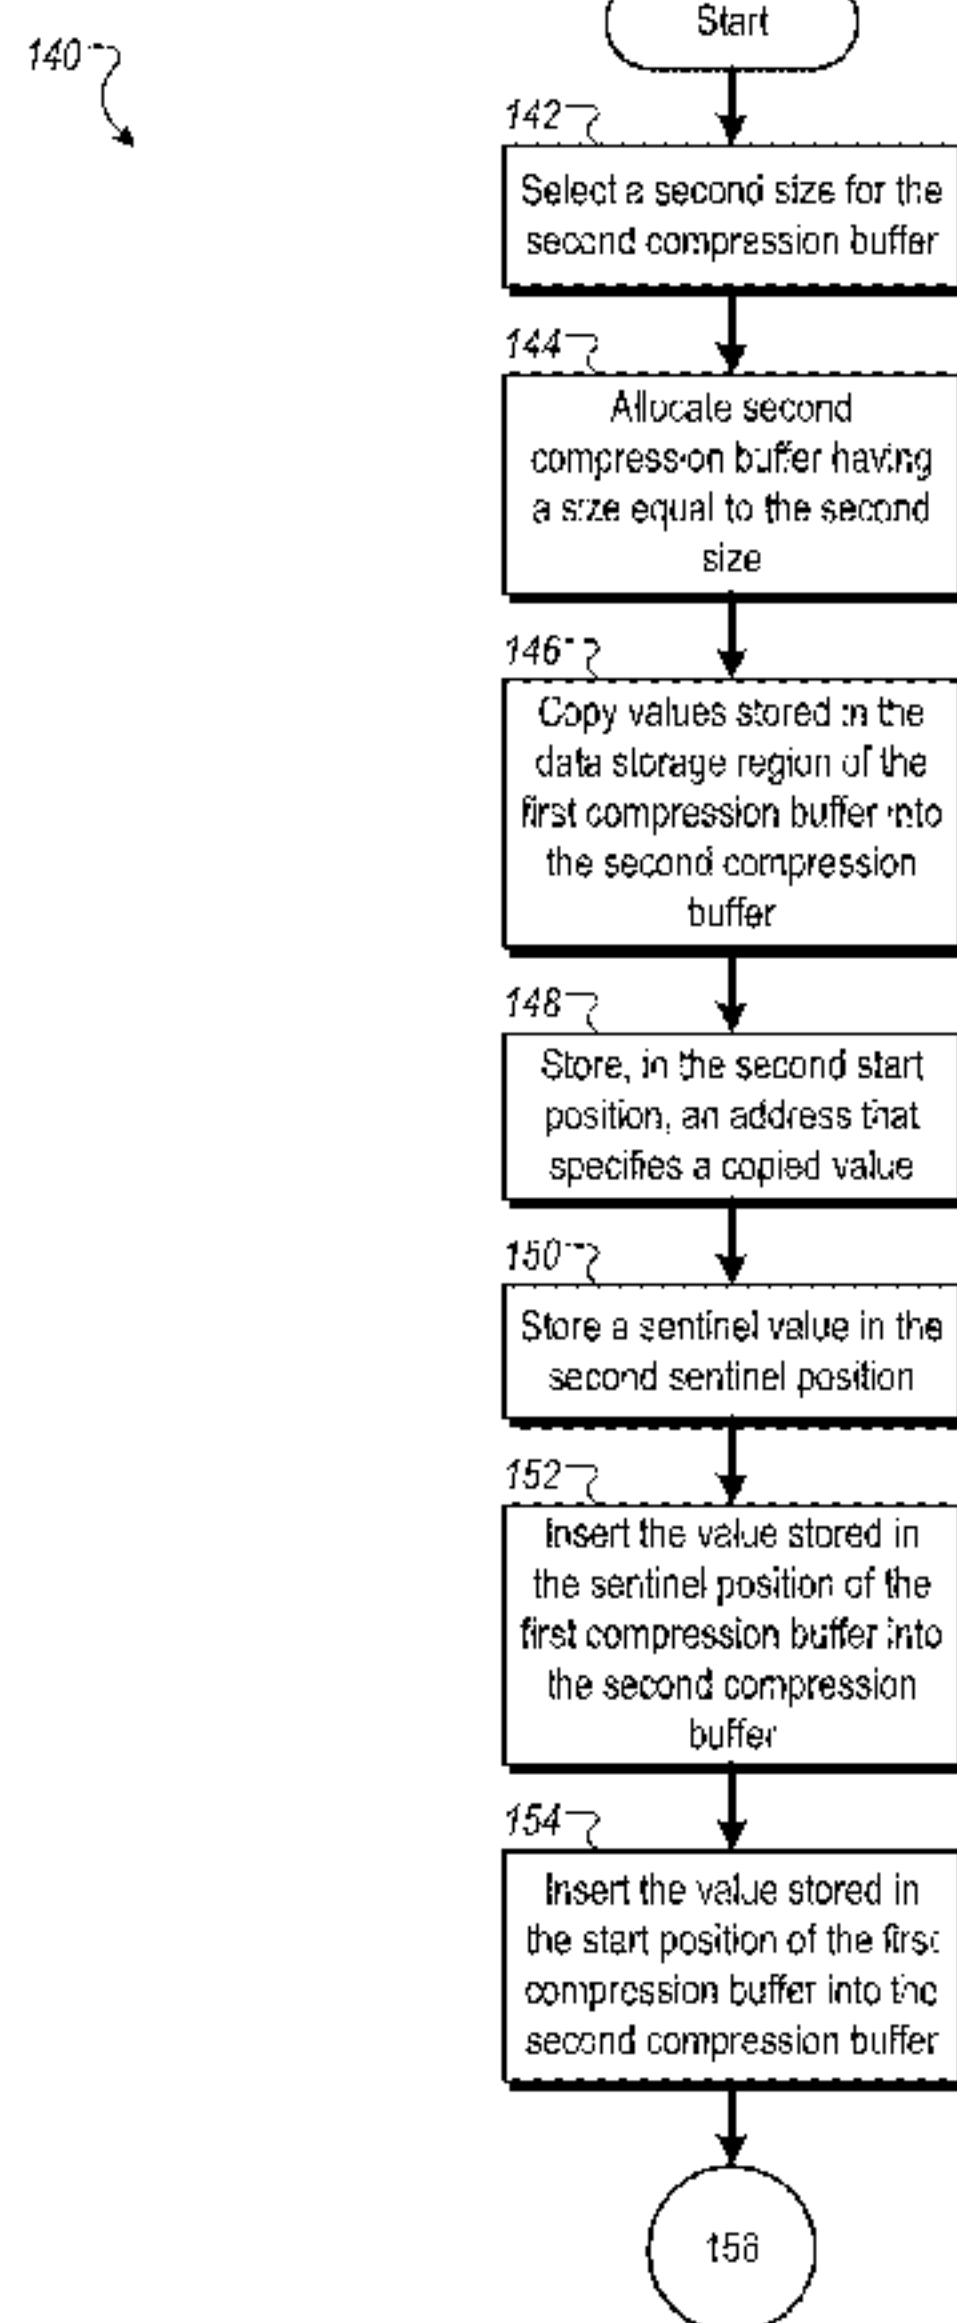 Start
140
142
Select a second size for the
second compression buffer
144
Allocate second
compression buffer having
a size equal to the second
size
146
Copy values stored in the
data storage region of the
first compression buffer into
the second compression
buffer
148
Store, in the second start
position, an address that
specifies a copied value
150
Store a sentinel value in the
second sentinel position
152
Insert the value stored in
the sentinel position of the
first compression buffer into
the second compression
buffer
154
Insert the value stored in
the start position of the first
compression buffer into the
second compression buffer